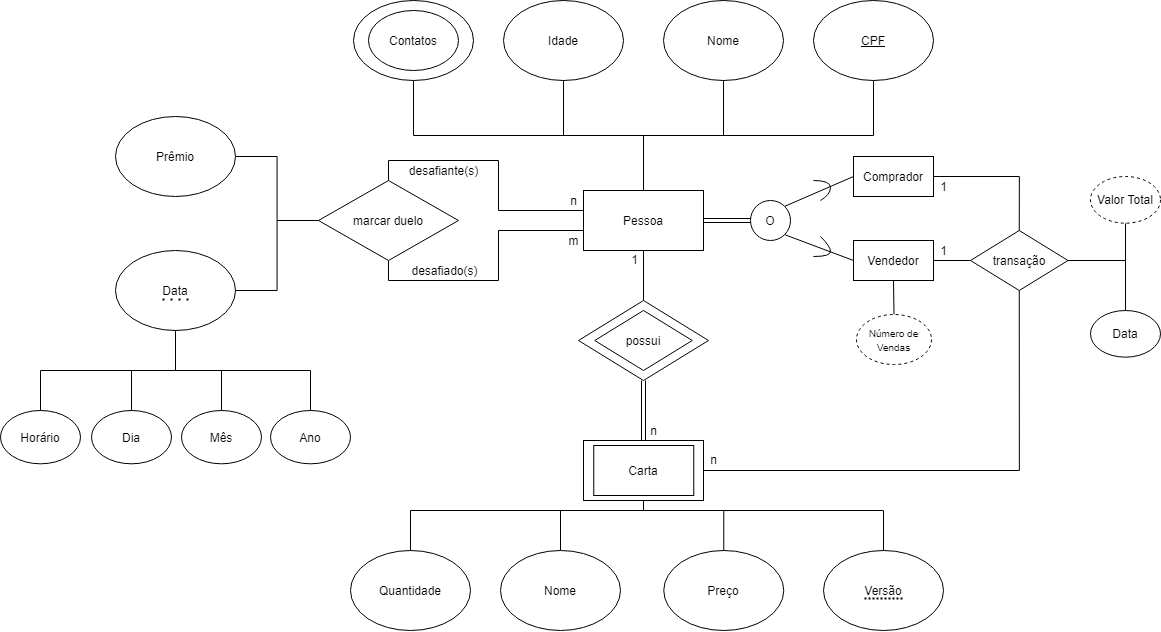 Contatos
Idade
Nome
CPF
Prêmio
desafiante(s)
marcar duelo
desafiado(s)
n
m
Pessoa
1
O
Comprador
1
Vendedor
1
transação
Valor Total
Data
Número de
Vendas
Data
possui
n
Horário
Dia
Mês
Ano
Carta
n
Quantidade
Nome
Preço
Versão